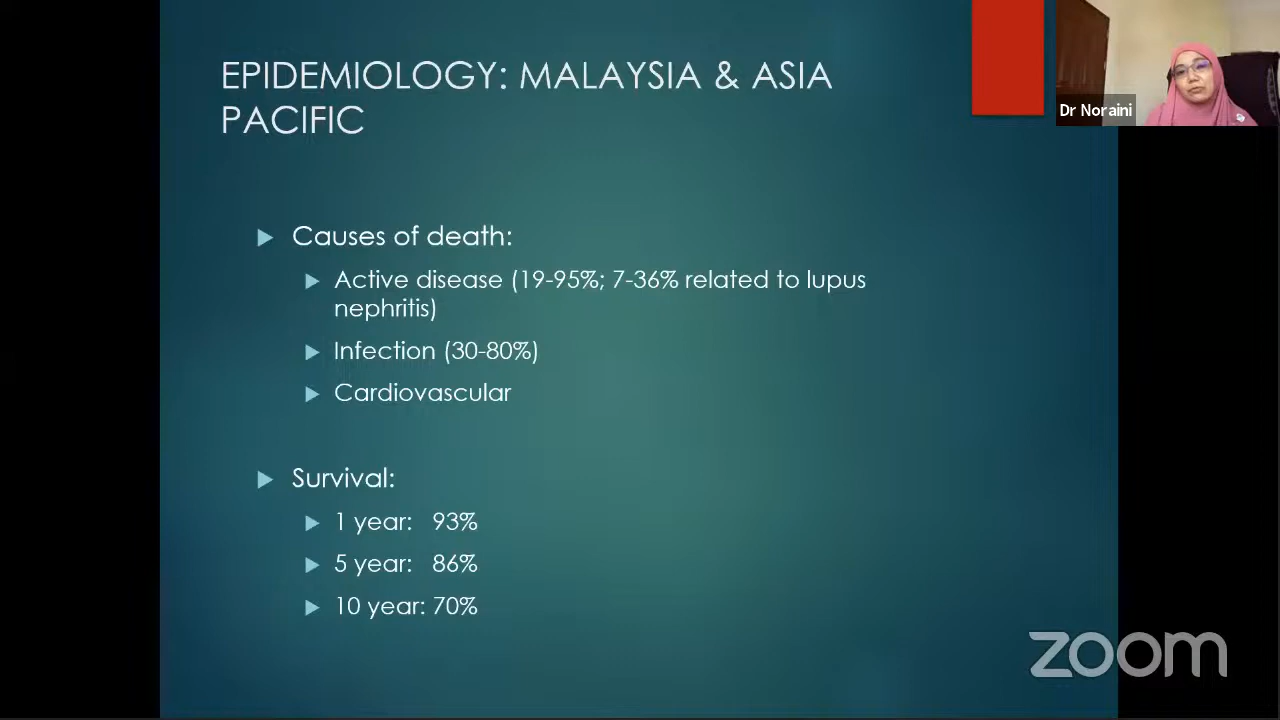 EPIDEMIOLOGY: MALAYSIA & ASIA
PACIFIC
Dr Noraini
Causes of death:
Active disease (19-95%; 7-36% related to lupus
nephritis)
Infection (30-80%)
Cardiovascular
Survival:
1 year: 93%
5 year: 86%
10 year: 70%
zoom